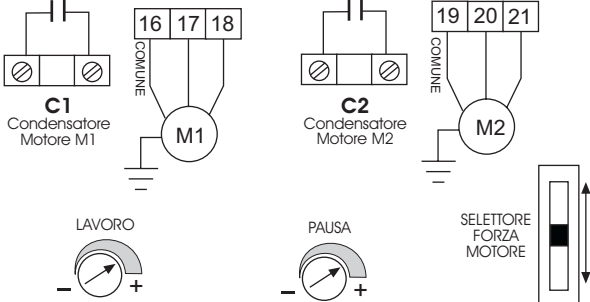 16 17 18
COMUNE
C1
Condensatore
Motore M1
M1
19 20 21
COMUNE
C2
Condensatore
Motore M2
M2
LAVORO
– +
PAUSA
– +
SELETTORE
FORZA
MOTORE